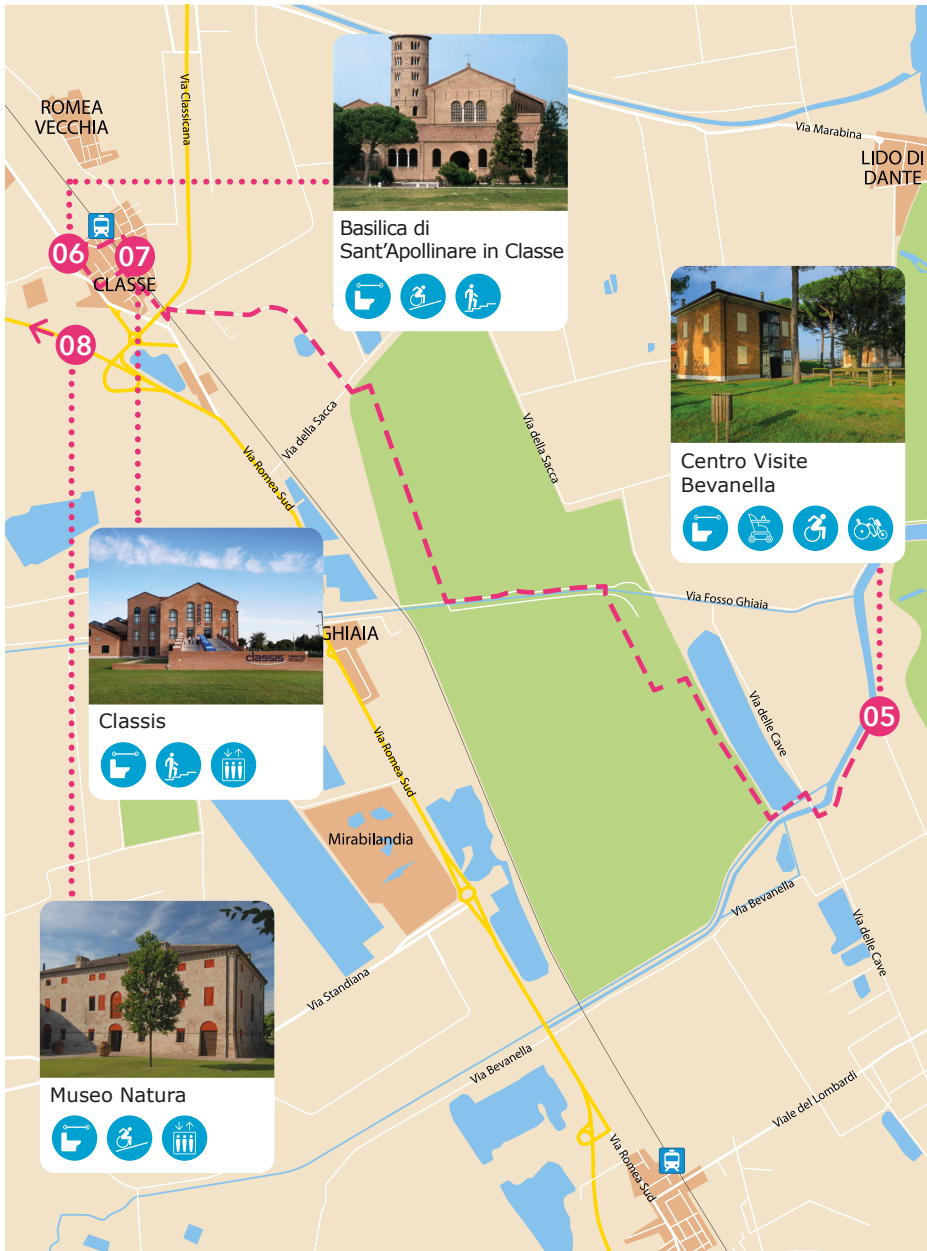 ROMEA
VECCHIA
Via Classicana
Via Marabina
LIDO DI
DANTE
Basilica di
Sant'Apollinare in Classe
06
07
CLASSE
08
Via della Sacca
Via della Sacca
Via Romea Sud
Centro Visite
Bevanella
Via Fosso Ghiaia
GHIAIA
classis
Classis
Via delle Cave
05
Via Romea Sud
Mirabilandia
Via Bevanella
Via delle Cave
Via Standiana
Via Bevanella
Museo Natura
Viale del Lombardi
Via Romea Sud